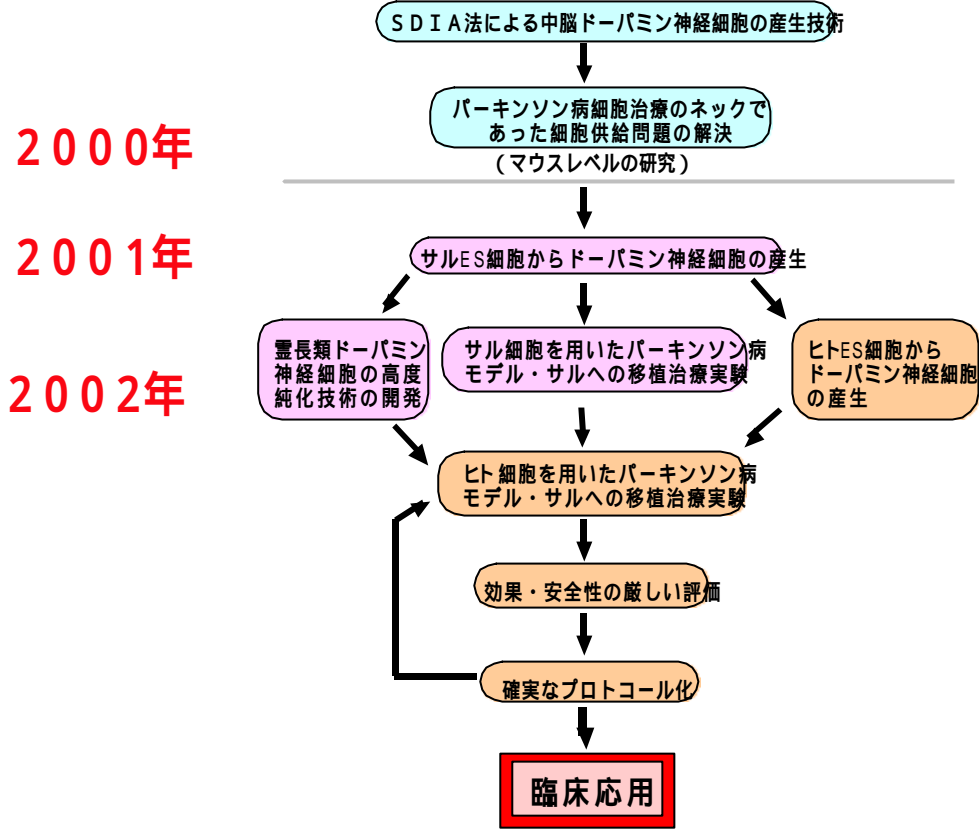 SDIA法による中脳ドーパミン神経細胞の産生技術
パーキンソン病細胞治療のネックで
あった細胞供給問題の解決
(マウスレベルの研究)
2000年
2001年
サルES細胞からドーパミン神経細胞の産生
霊長類ドーパミン
神経細胞の高度
純化技術の開発
サル細胞を用いたパーキンソン病
モデル・サルへの移植治療実験
ヒトES細胞から
ドーパミン神経細胞
の産生
2002年
ヒト細胞を用いたパーキンソン病
モデル・サルへの移植治療実験
効果・安全性の厳しい評価
確実なプロトコール化
臨床応用